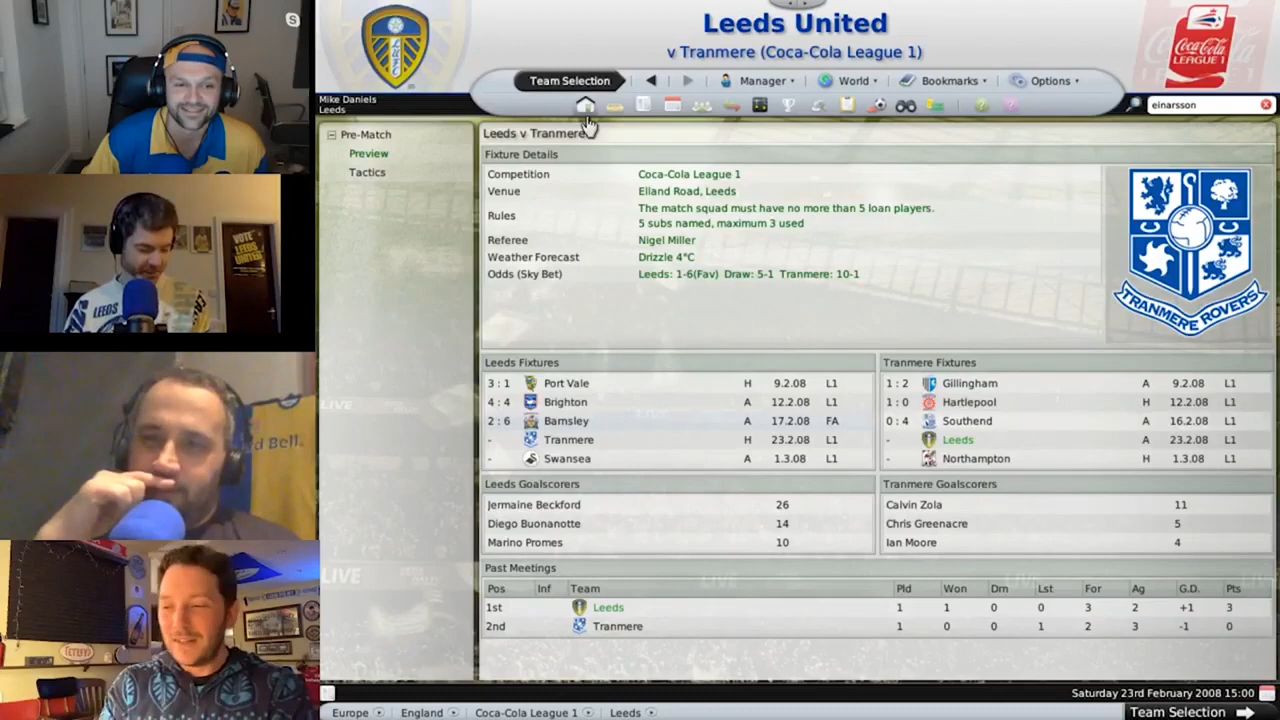 Leeds United
v Tranmere (Coca-Cola League 1)
Coca-Cola
LEAGUE 1
Team Selection
Manager
World
Bookmarks
Options
Mike Daniels
Leeds
einarsson
Pre-Match
Preview
Tactics
Leeds v Tranmere
Fixture Details
Competition Coca-Cola League 1
Venue Elland Road, Leeds
Rules The match squad must have no more than 5 loan players.
5 subs named, maximum 3 used
Referee Nigel Miller
Weather Forecast Drizzle 4°C
Odds (Sky Bet) Leeds: 1-6(Fav) Draw: 5-1 Tranmere: 10-1
TRANMERE ROVERS
Leeds Fixtures
3 : 1 Port Vale H 9.2.08 L1
4 : 4 Brighton A 12.2.08 L1
2 : 6 Barnsley A 17.2.08 FA
- Tranmere H 23.2.08 L1
- Swansea A 1.3.08 L1
Tranmere Fixtures
1 : 2 Gillingham A 9.2.08 L1
1 : 0 Hartlepool H 12.2.08 L1
0 : 4 Southend A 16.2.08 L1
- Leeds A 23.2.08 L1
- Northampton H 1.3.08 L1
Leeds Goalscorers
Jermaine Beckford 26
Diego Buonanotte 14
Marino Promes 10
Tranmere Goalscorers
Calvin Zola 11
Chris Greenacre 5
Ian Moore 4
Past Meetings
Pos Inf Team Pld Won Drn Lst For Ag G.D. Pts
1st Leeds 1 1 0 0 3 2 +1 3
2nd Tranmere 1 0 0 1 2 3 -1 0
Saturday 23rd February 2008 15:00
Europe
England
Coca-Cola League 1
Leeds
Team Selection
VOTE
LEEDS
UNITED
LEEDS
LIVE
LIVE